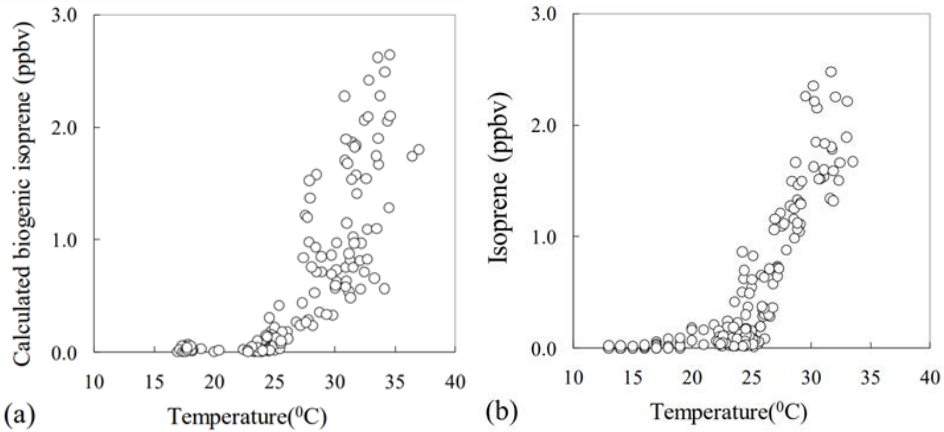 3.0
2.0
1.0
0.0
10 15 20 25 30 35 40
Calculated biogenic isoprene (ppbv)
Temperature(⁰C)
(a)
3.0
2.0
1.0
0.0
10 15 20 25 30 35 40
Isoprene (ppbv)
Temperature(⁰C)
(b)